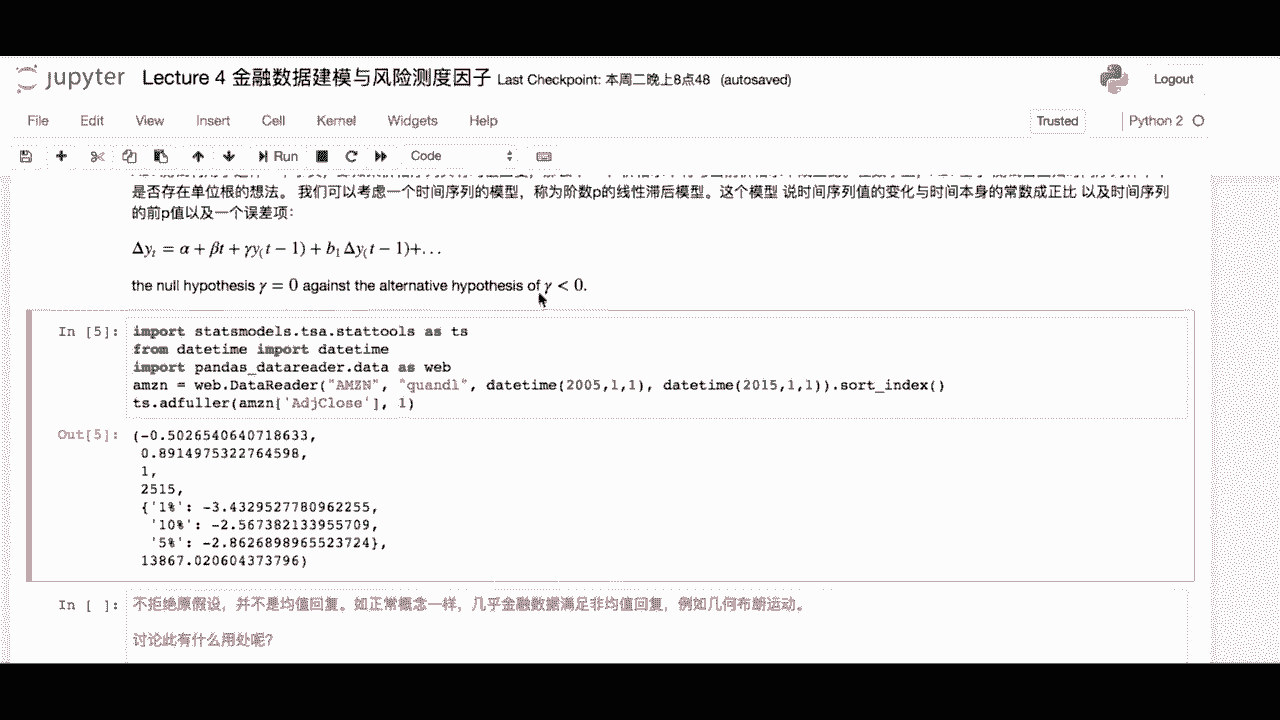 jupyter Lecture 4 金融数据建模与风险测度因子 Last Checkpoint: 本周二晚上8点48 (autosaved) Logout
File Edit View Insert Cell Kernel Widgets Help Trusted Python 2
Run Code
是否存在单位根的想法。 我们可以考虑一个时间序列的模型，称为阶数p的线性滞后模型。这个模型 说时间序列值的变化与时间本身的常数成正比 以及时间序列
的前p值以及一个误差项：
Δy_t = α + βt + γy_(t − 1) + b_1 Δy_(t − 1)+…
the null hypothesis γ = 0 against the alternative hypothesis of γ < 0.
In [5]: import statsmodels.tsa.stattools as ts
from datetime import datetime
import pandas_datareader.data as web
amzn = web.DataReader("AMZN", "quandl", datetime(2005,1,1), datetime(2015,1,1)).sort_index()
ts.adfuller(amzn['AdjClose'], 1)
Out[5]: (-0.5026540640718633,
0.8914975322764598,
1,
2515,
{'1%': -3.4329527780962255,
'10%': -2.567382133955709,
'5%': -2.8626898965523724},
13867.020604373796)
In [ ]: 不拒绝原假设，并不是均值回复。如正常概念一样，几乎金融数据满足非均值回复，例如几何布朗运动。
讨论此有什么用处呢？